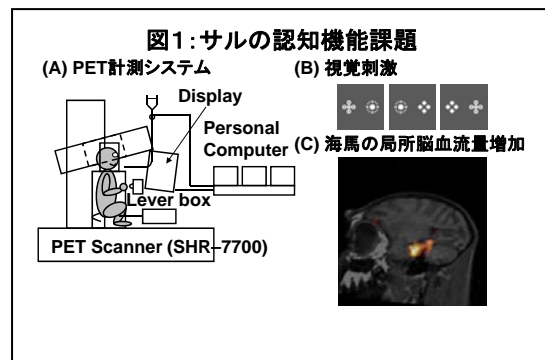 図1:サルの認知機能課題
(A) PET計測システム
Display
Personal
Computer
Lever box
PET Scanner (SHR-7700)
(B) 視覚刺激
(C) 海馬の局所脳血流量増加